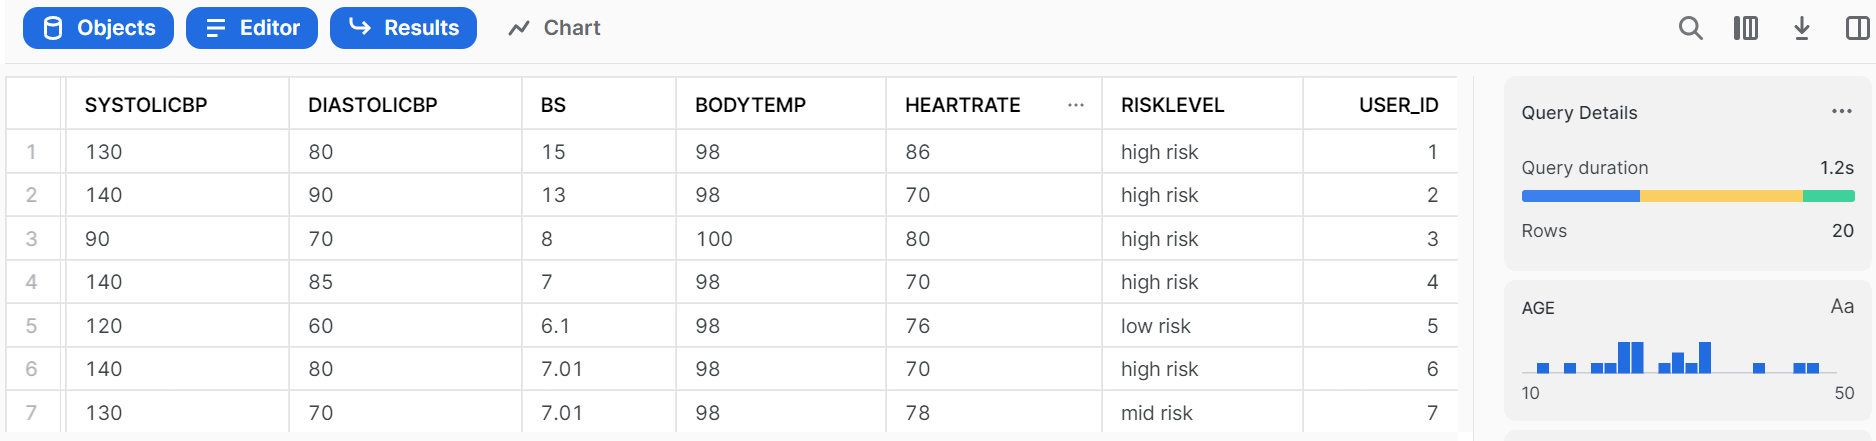 Objects Editor Results Chart
SYSTOLICBP DIASTOLICBP BS BODYTEMP HEARTRATE ... RISKLEVEL USER_ID
1 130 80 15 98 86 high risk 1
2 140 90 13 98 70 high risk 2
3 90 70 8 100 80 high risk 3
4 140 85 7 98 70 high risk 4
5 120 60 6.1 98 76 low risk 5
6 140 80 7.01 98 70 high risk 6
7 130 70 7.01 98 78 mid risk 7
Query Details ...
Query duration 1.2s
Rows 20
AGE Aa
10 50